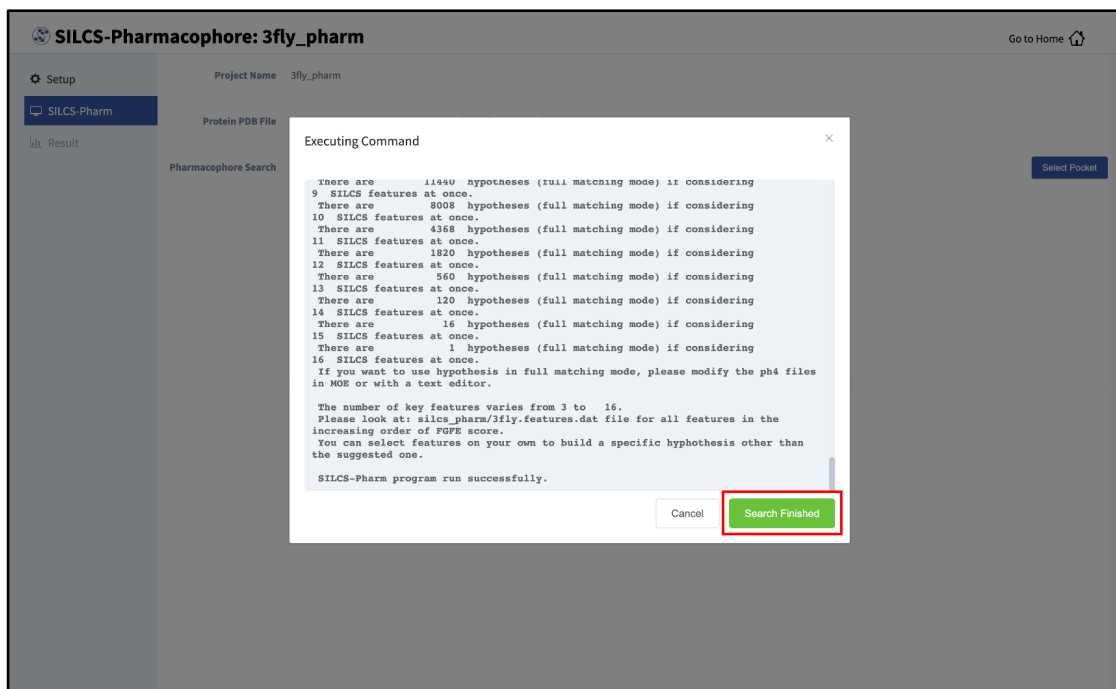 SILCS-Pharmacophore: 3fly_pharm
Go to Home
Setup
Project Name 3fly_pharm
SILCS-Pharm
Protein PDB File
Result
Pharmacophore Search
Select Pocket
Executing Command
There are 11440 hypotheses (full matching mode) if considering
9 SILCS features at once.
There are 8008 hypotheses (full matching mode) if considering
10 SILCS features at once.
There are 4368 hypotheses (full matching mode) if considering
11 SILCS features at once.
There are 1820 hypotheses (full matching mode) if considering
12 SILCS features at once.
There are 560 hypotheses (full matching mode) if considering
13 SILCS features at once.
There are 120 hypotheses (full matching mode) if considering
14 SILCS features at once.
There are 16 hypotheses (full matching mode) if considering
15 SILCS features at once.
There are 1 hypotheses (full matching mode) if considering
16 SILCS features at once.
If you want to use hypothesis in full matching mode, please modify the ph4 files
in MOE or with a text editor.
The number of key features varies from 3 to 16.
Please look at: silcs_pharm/3fly.features.dat file for all features in the
increasing order of FGFE score.
You can select features on your own to build a specific hyphothesis other than
the suggested one.
SILCS-Pharm program run successfully.
Cancel
Search Finished